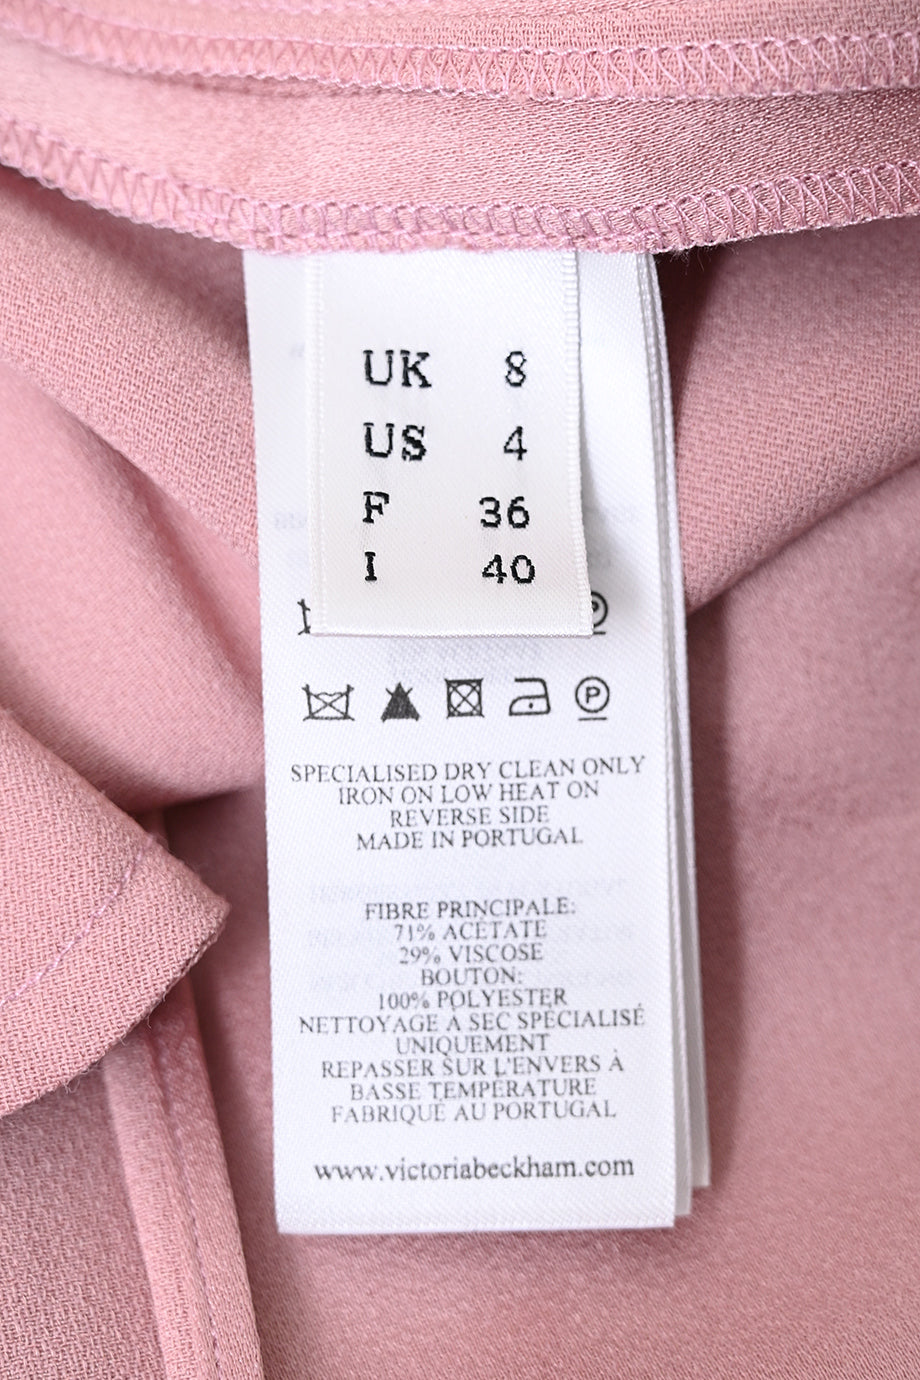 UK 8
US 4
F 36
I 40
P
SPECIALISED DRY CLEAN ONLY
IRON ON LOW HEAT ON
REVERSE SIDE
MADE IN PORTUGAL
FIBRE PRINCIPALE:
71% ACÉTATE
29% VISCOSE
BOUTON:
100% POLYESTER
NETTOYAGE À SEC SPÉCIALISÉ
UNIQUEMENT
REPASSER SUR L'ENVERS À
BASSE TEMPÉRATURE
FABRIQUÉ AU PORTUGAL
www.victoriabeckham.com